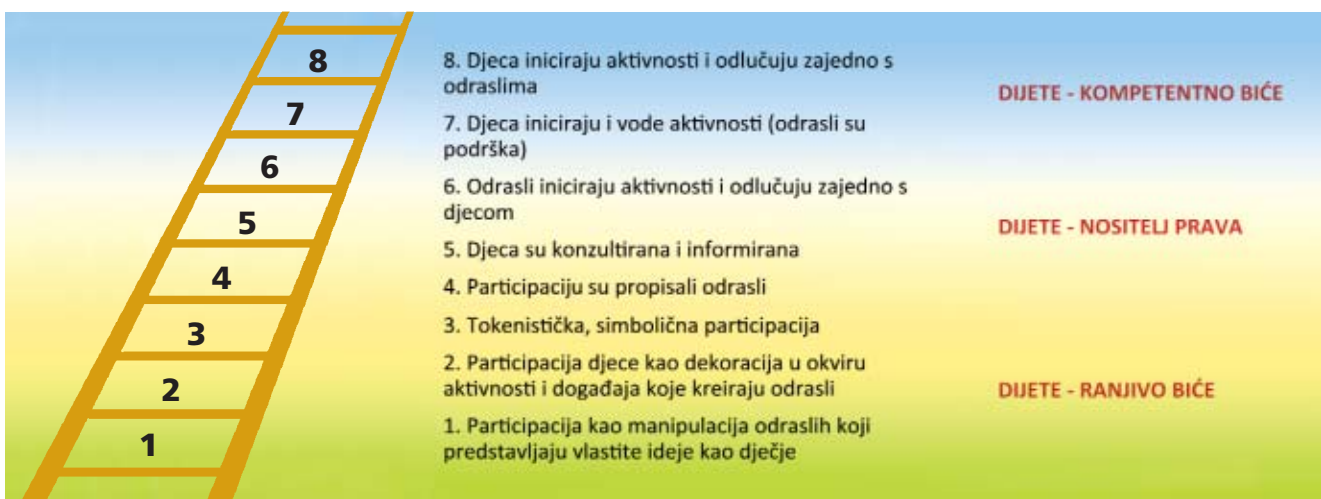 8
7
6
5
4
3
2
1
8. Djeca iniciraju aktivnosti i odlučuju zajedno s
odraslima
7. Djeca iniciraju i vode aktivnosti (odrasli su
podrška)
6. Odrasli iniciraju aktivnosti i odlučuju zajedno s
djecom
5. Djeca su konzultirana i informirana
4. Participaciju su propisali odrasli
3. Tokenistička, simbolična participacija
2. Participacija djece kao dekoracija u okviru
aktivnosti i događaja koje kreiraju odrasli
1. Participacija kao manipulacija odraslih koji
predstavljaju vlastite ideje kao dječje
DIJETE - KOMPETENTNO BIĆE
DIJETE - NOSITELJ PRAVA
DIJETE - RANJIVO BIĆE